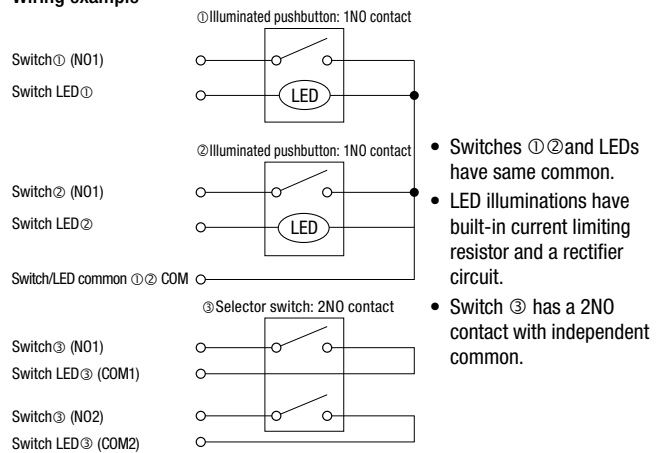 Wiring example
①Illuminated pushbutton: 1NO contact
Switch① (NO1)
Switch LED①
LED
②Illuminated pushbutton: 1NO contact
Switch② (NO1)
Switch LED②
LED
Switch/LED common ①② COM
③Selector switch: 2NO contact
Switch③ (NO1)
Switch LED③ (COM1)
Switch③ (NO2)
Switch LED③ (COM2)
• Switches ①②and LEDs
have same common.
• LED illuminations have
built-in current limiting
resistor and a rectifier
circuit.
• Switch ③ has a 2NO
contact with independent
common.